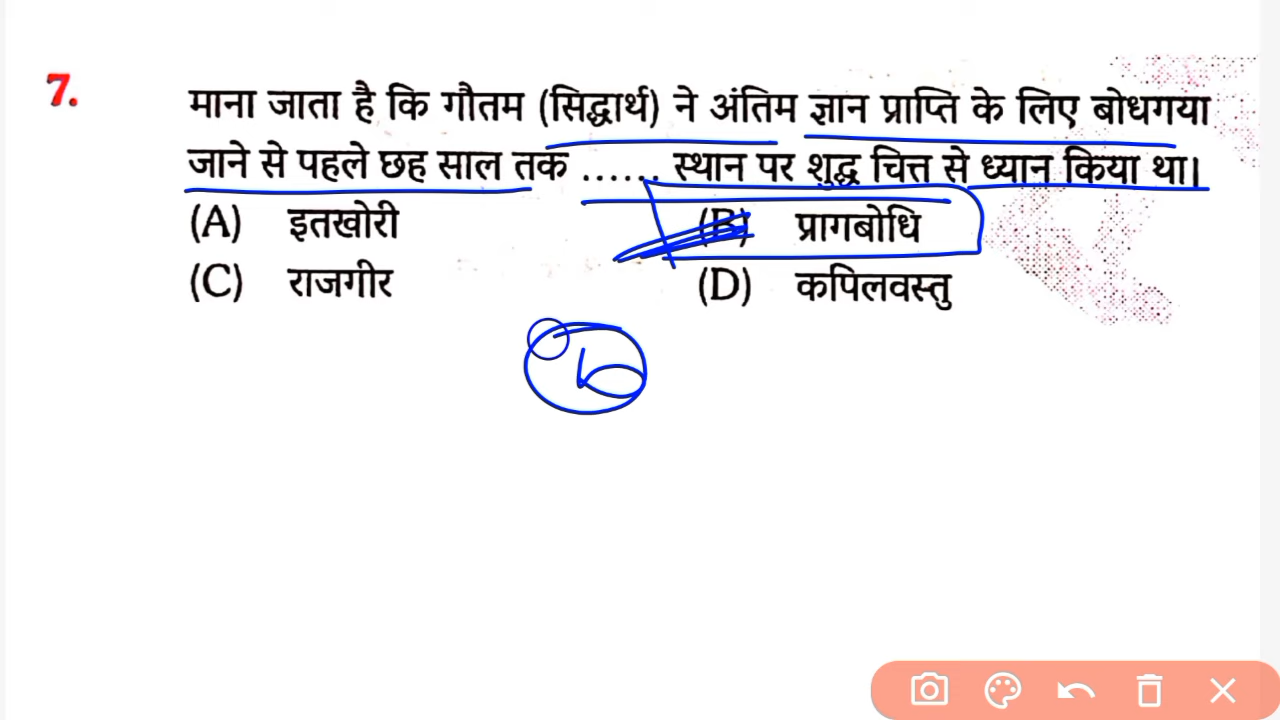 7. माना जाता है कि गौतम (सिद्धार्थ) ने अंतिम ज्ञान प्राप्ति के लिए बोधगया
जाने से पहले छह साल तक ...... स्थान पर शुद्ध चित्त से ध्यान किया था।
(A) इतखोरी (B) प्रागबोधि
(C) राजगीर (D) कपिलवस्तु